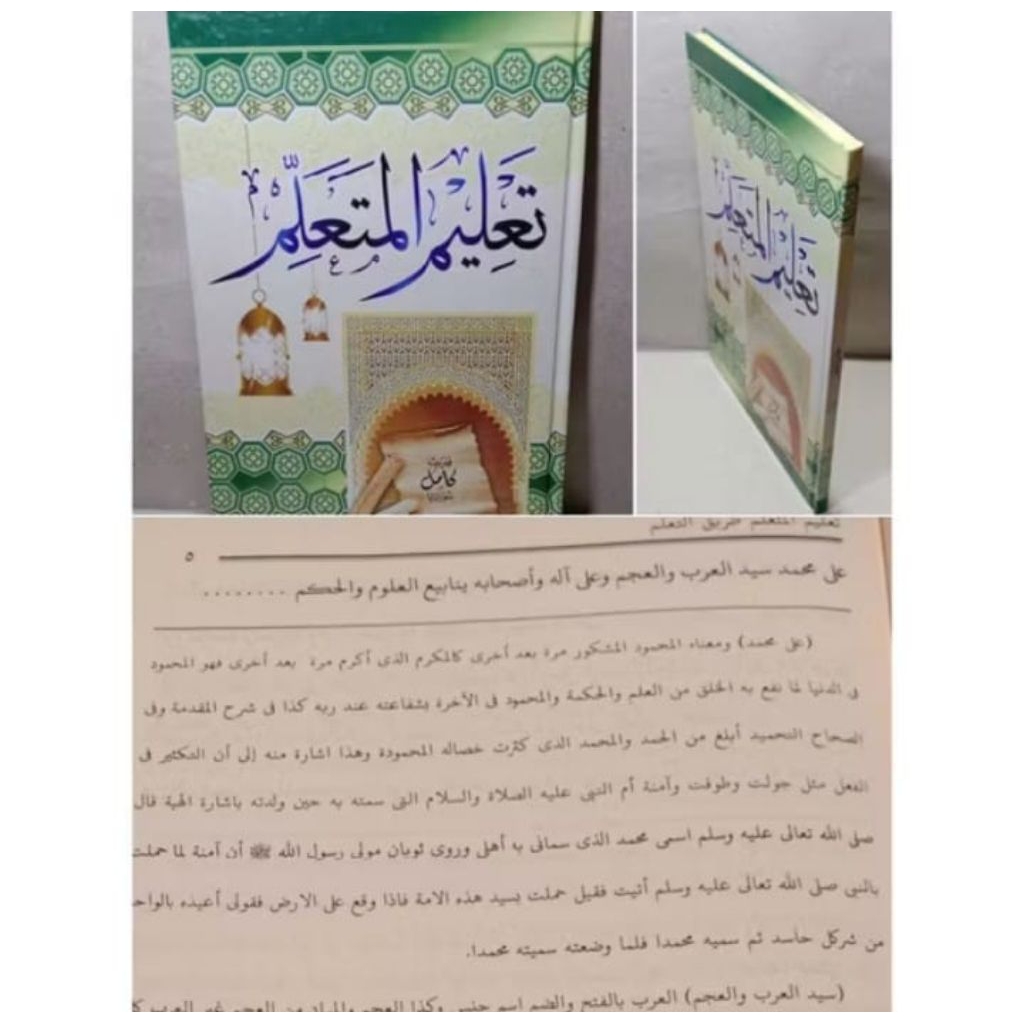 تعليم المتعلم
تعليم المتعلم
كامل
تعليم المتعلم طريق التعلم
٥
على محمد سيد العرب والعجم وعلى آله وأصحابه ينابيع العلوم والحكم ........
(على محمد) ومعناه المحمود المشكور مرة بعد أخرى كالمكرم الذى أكرم مرة بعد أخرى فهو المحمود
فى الدنيا لما نفع به الخلق من العلم والحكمة والمحمود فى الآخرة بشفاعته عند ربه كذا فى شرح المقدمة وفى
الصحاح التحميد أبلغ من الحمد والمحمد الذى كثرت خصاله المحمودة وهذا اشارة منه إلى أن التكثير فى
الفعل مثل جولت وطوفت وآمنة أم النبى عليه الصلاة والسلام التى سمته به حين ولدته باشارة الهية قال
صلى الله تعالى عليه وسلم اسمى محمد الذى سمانى به أهلى وروى ثوبان مولى رسول الله ﷺ أن آمنة لما حملت
بالنبى صلى الله تعالى عليه وسلم أتيت فقيل حملت بسيد هذه الامة فاذا وقع على الارض فقولى أعيذه بالواحد
من شركل حاسد ثم سميه محمدا فلما وضعته سميته محمدا.
(سيد العرب والعجم) العرب بالفتح والضم اسم جنس وكذا العجم والمراد من العجم غير العرب